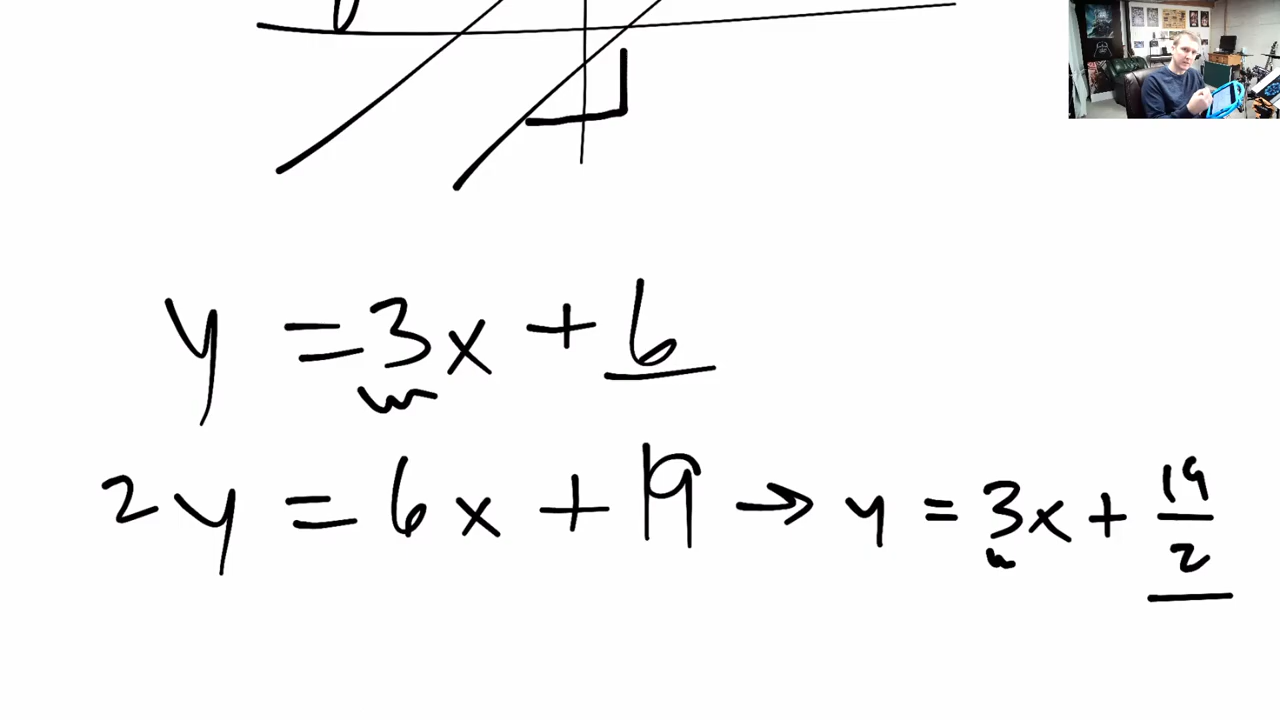 y = 3x + 6
2y = 6x + 19 → y = 3x + 19/2